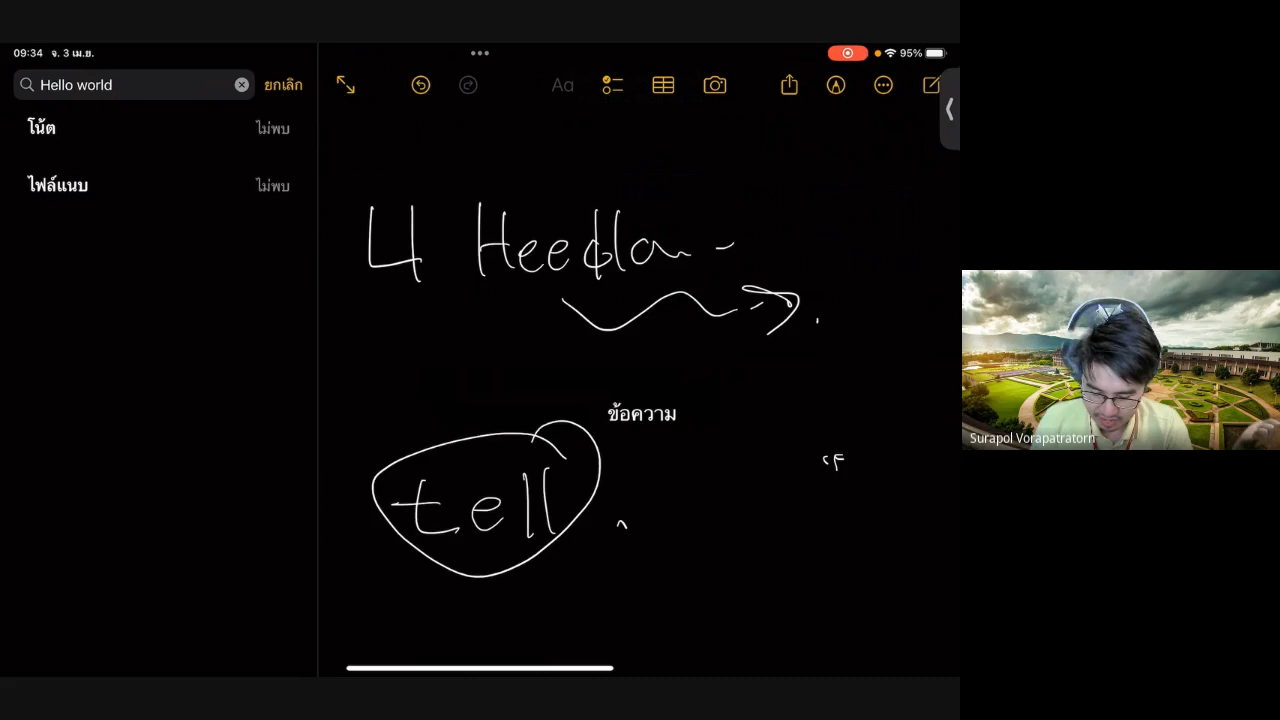 09:34 จ. 3 เม.ย.
95%
Hello world
ยกเลิก
Aa
โน้ต ไม่พบ
ไฟล์แนบ ไม่พบ
4
ข้อความ
tell
Surapol Vorapatratorn